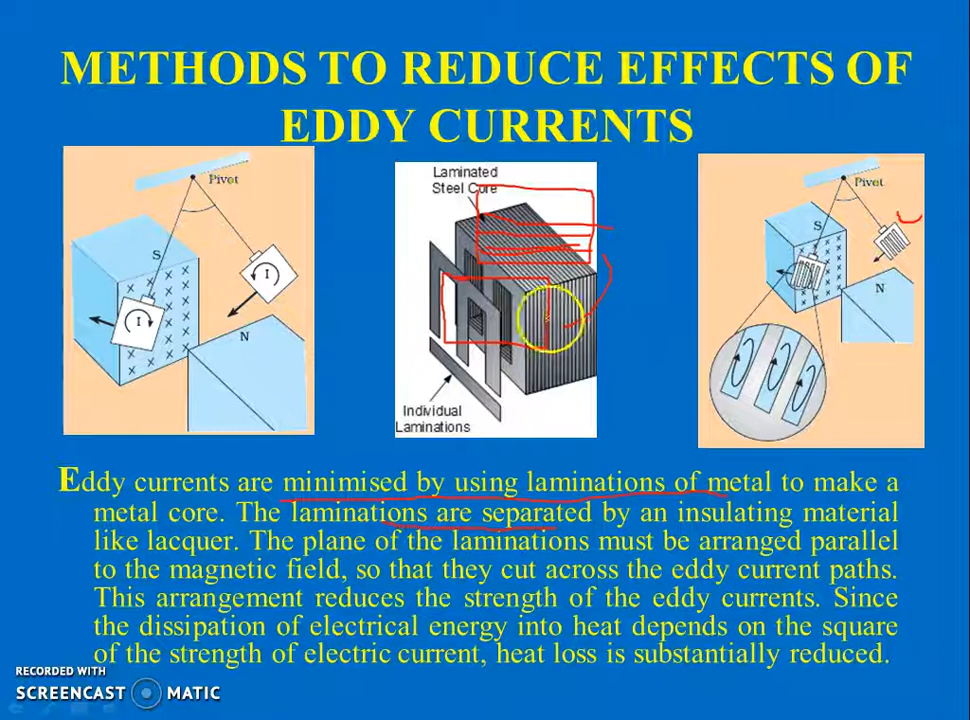 METHODS TO REDUCE EFFECTS OF
EDDY CURRENTS
Pivot
S
I
I
N
Laminated
Steel Core
Individual
Laminations
Pivot
S
N
Eddy currents are minimised by using laminations of metal to make a
metal core. The laminations are separated by an insulating material
like lacquer. The plane of the laminations must be arranged parallel
to the magnetic field, so that they cut across the eddy current paths.
This arrangement reduces the strength of the eddy currents. Since
the dissipation of electrical energy into heat depends on the square
of the strength of electric current, heat loss is substantially reduced.
RECORDED WITH
SCREENCAST MATIC